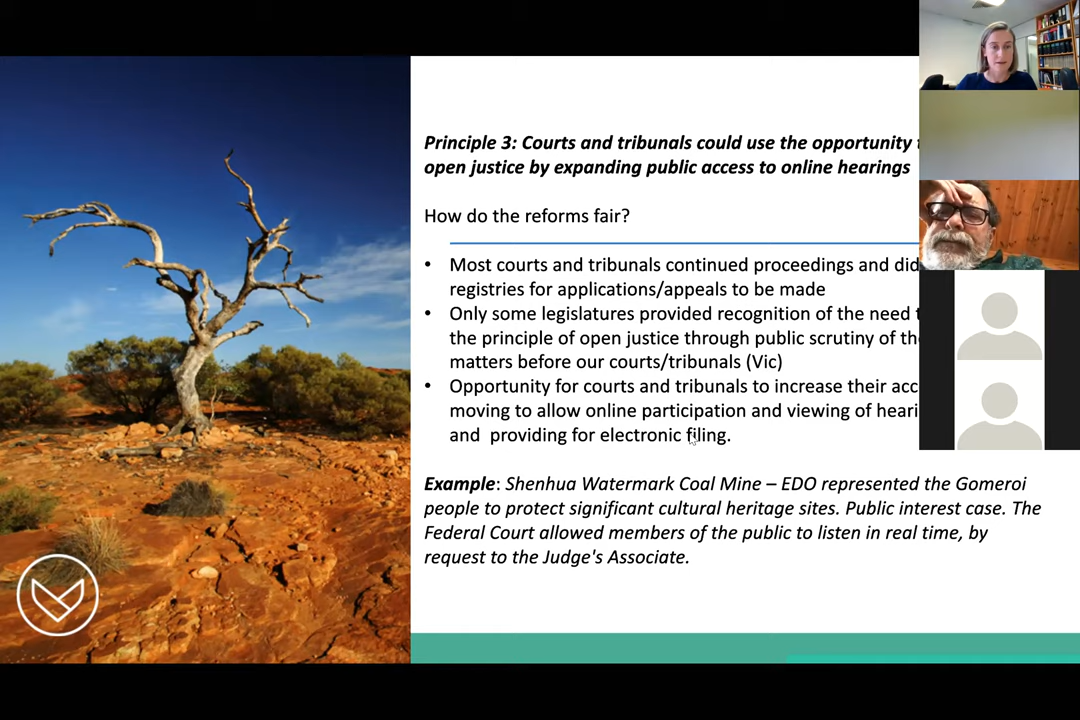 Principle 3: Courts and tribunals could use the opportunity
open justice by expanding public access to online hearings
How do the reforms fair?
• Most courts and tribunals continued proceedings and did
registries for applications/appeals to be made
• Only some legislatures provided recognition of the need
the principle of open justice through public scrutiny of
matters before our courts/tribunals (Vic)
• Opportunity for courts and tribunals to increase their
moving to allow online participation and viewing of
and providing for electronic filing.
Example: Shenhua Watermark Coal Mine – EDO represented the Gomeroi
people to protect significant cultural heritage sites. Public interest case. The
Federal Court allowed members of the public to listen in real time, by
request to the Judge's Associate.